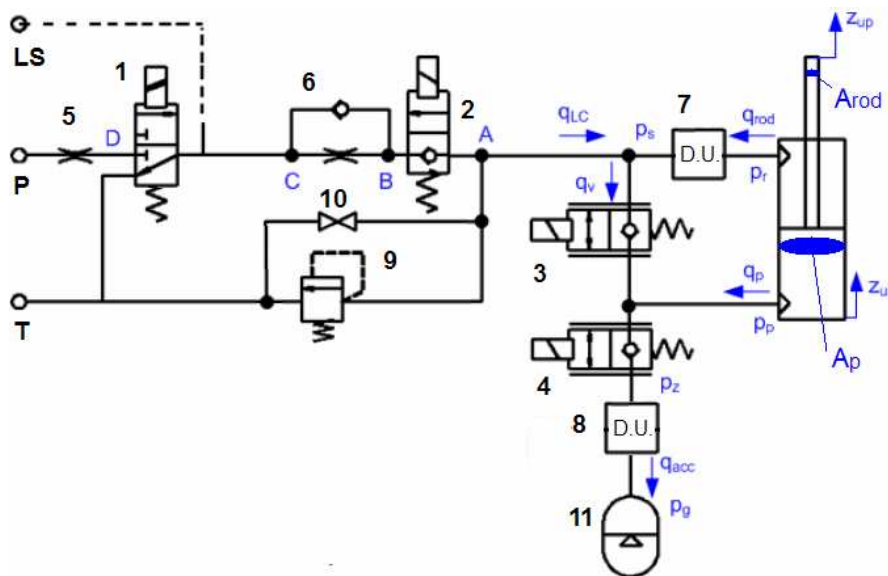 LS
1
6
2
5
D
P
C
B
A
q_LC
p_s
7
D.U.
q_rod
p_r
z_up
A_rod
q_v
10
3
9
T
q_p
p_p
z_u
A_p
4
p_z
8
D.U.
q_acc
11
p_g